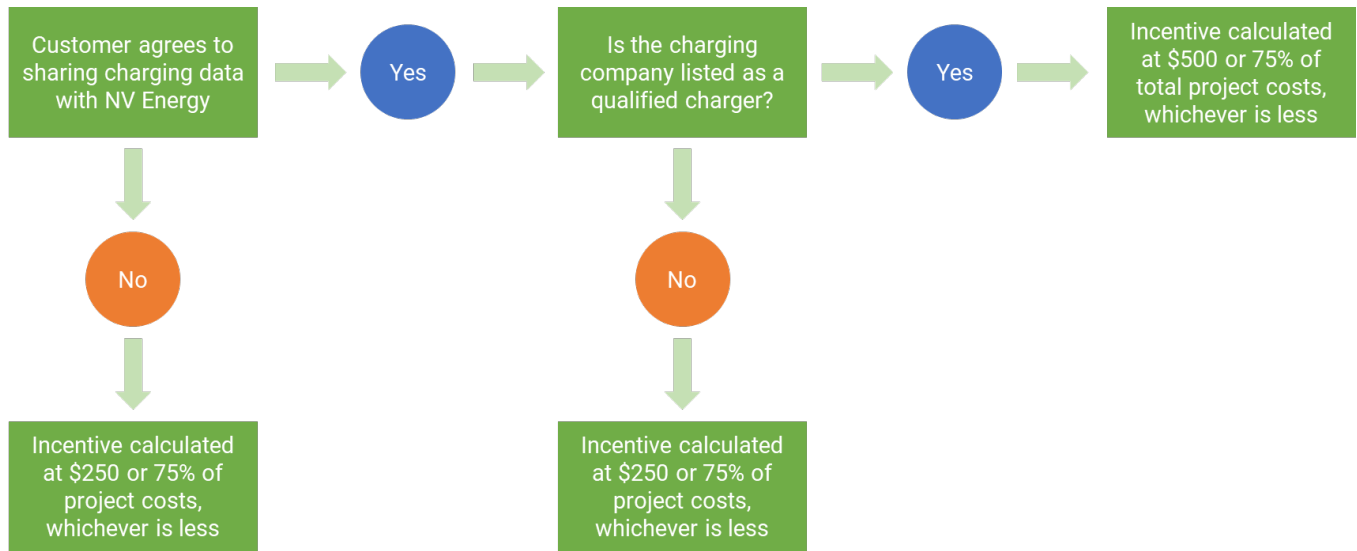 Customer agrees to
sharing charging data
with NV Energy
Yes
Is the charging
company listed as a
qualified charger?
Yes
Incentive calculated
at $500 or 75% of
total project costs,
whichever is less
No
No
Incentive calculated
at $250 or 75% of
project costs,
whichever is less
Incentive calculated
at $250 or 75% of
project costs,
whichever is less